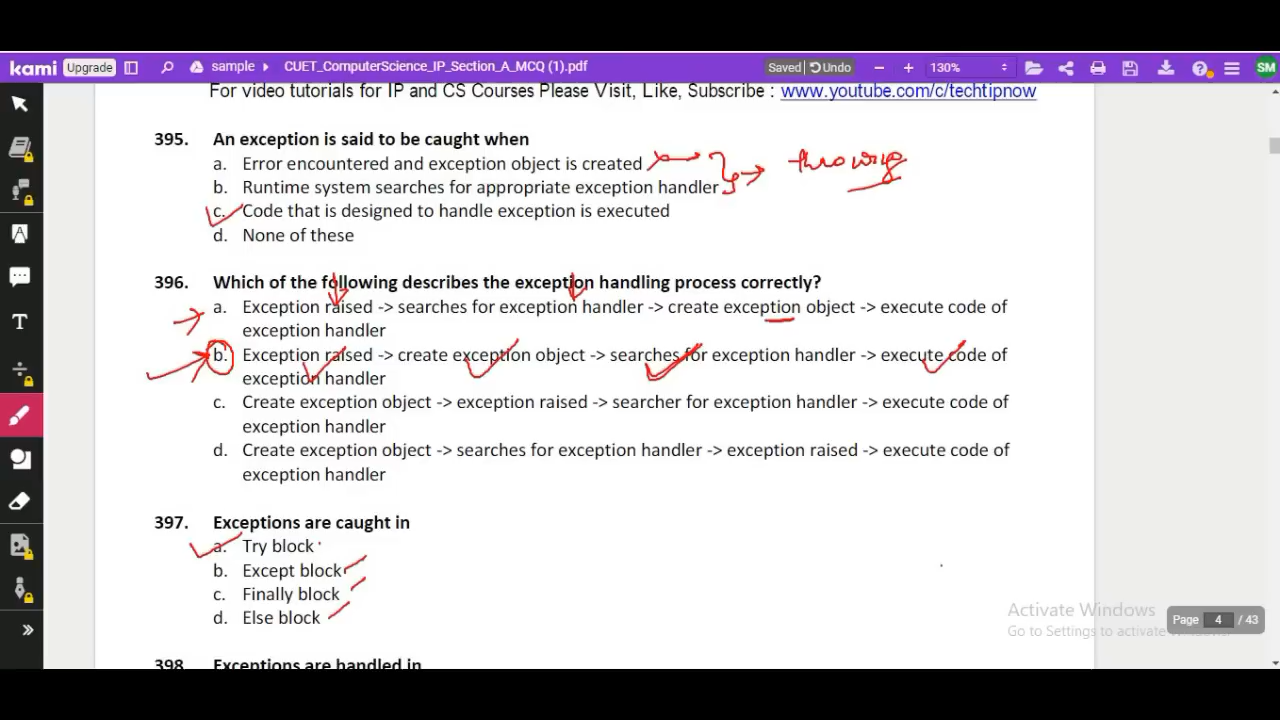 kami Upgrade sample CUET_ComputerScience_IP_Section_A_MCQ (1).pdf Saved Undo 130% SM
For video tutorials for IP and CS Courses Please Visit, Like, Subscribe : www.youtube.com/c/techtipnow
395. An exception is said to be caught when
a. Error encountered and exception object is created
throwing
b. Runtime system searches for appropriate exception handler
c. Code that is designed to handle exception is executed
d. None of these
396. Which of the following describes the exception handling process correctly?
a. Exception raised -> searches for exception handler -> create exception object -> execute code of
exception handler
b. Exception raised -> create exception object -> searches for exception handler -> execute code of
exception handler
c. Create exception object -> exception raised -> searcher for exception handler -> execute code of
exception handler
d. Create exception object -> searches for exception handler -> exception raised -> execute code of
exception handler
397. Exceptions are caught in
a. Try block
b. Except block
c. Finally block
d. Else block
Activate Windows
Go to Settings to activate Windows.
Page 4 / 43
398. Exceptions are handled in